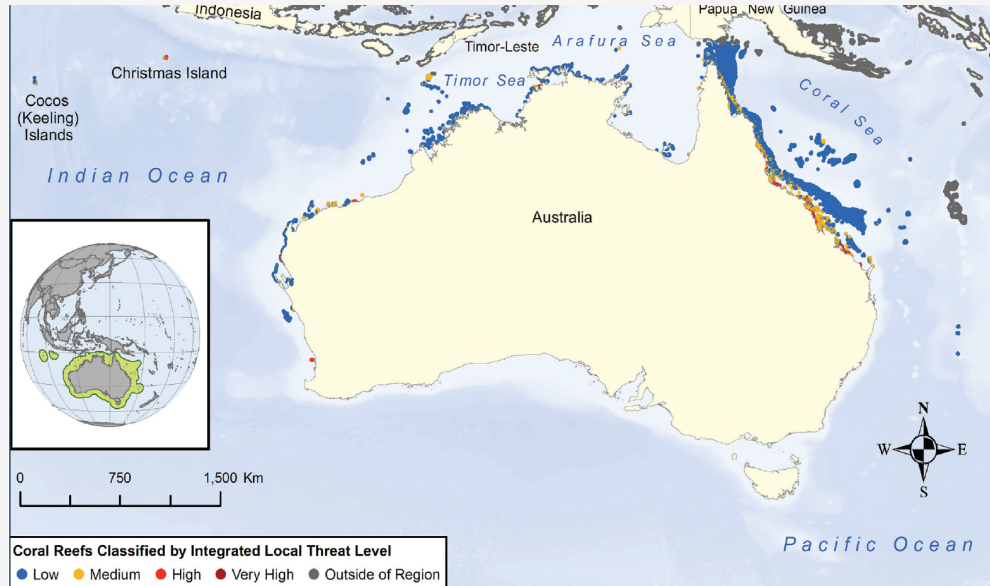 Indonesia
Papua New Guinea
Timor-Leste
Arafura Sea
Christmas Island
Timor Sea
Cocos
(Keeling)
Islands
Coral Sea
Indian Ocean
Australia
N
W
E
S
0 750 1,500 Km
Pacific Ocean
Coral Reefs Classified by Integrated Local Threat Level
Low Medium High Very High Outside of Region